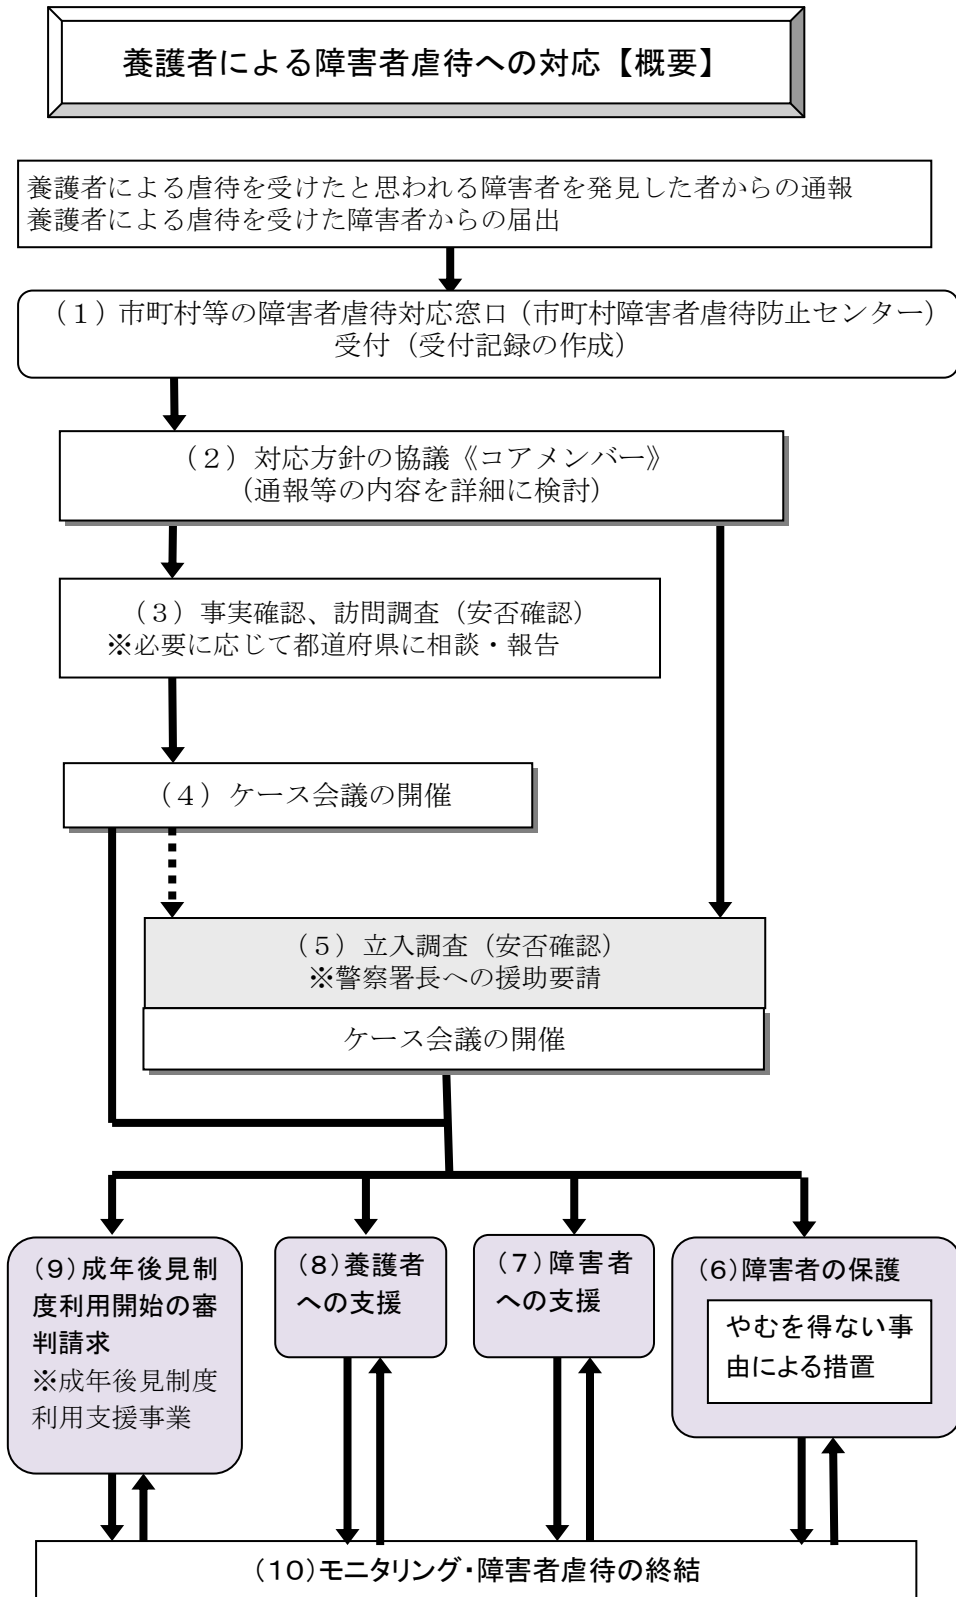 養護者による障害者虐待への対応【概要】
養護者による虐待を受けたと思われる障害者を発見した者からの通報
養護者による虐待を受けた障害者からの届出
（１）市町村等の障害者虐待対応窓口（市町村障害者虐待防止センター）
受付（受付記録の作成）
（２）対応方針の協議《コアメンバー》
（通報等の内容を詳細に検討）
（３）事実確認、訪問調査（安否確認）
※必要に応じて都道府県に相談・報告
（４）ケース会議の開催
（５）立入調査（安否確認）
※警察署長への援助要請
ケース会議の開催
（９）成年後見制
度利用開始の審
判請求
※成年後見制度
利用支援事業
（８）養護者
への支援
（７）障害者
への支援
（６）障害者の保護
やむを得ない事
由による措置
（１０）モニタリング・障害者虐待の終結